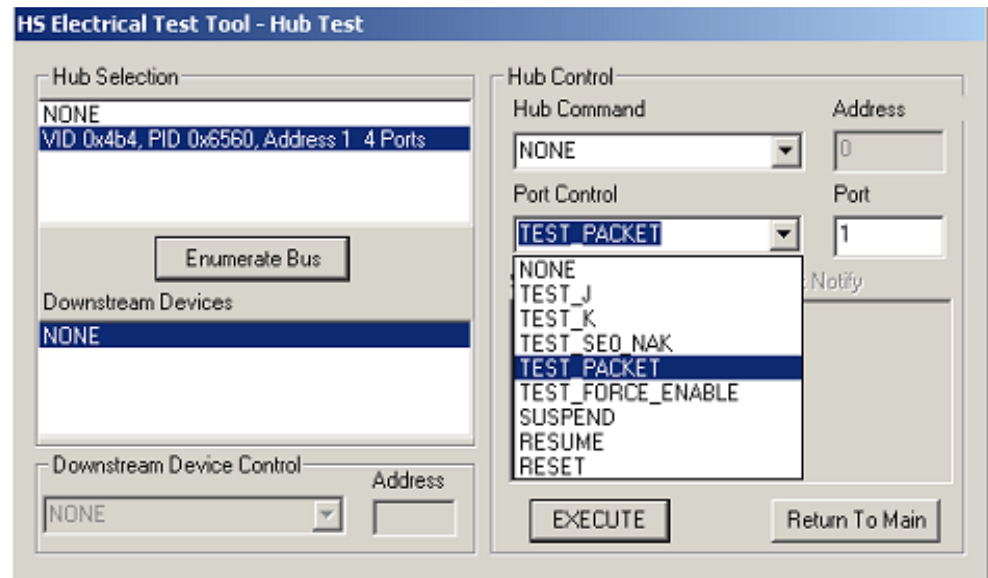 HS Electrical Test Tool - Hub Test
Hub Selection
NONE
VID 0x4b4, PID 0x6560, Address 1 4 Ports
Enumerate Bus
Downstream Devices
NONE
Downstream Device Control
Address
NONE
Hub Control
Hub Command
Address
NONE
0
Port Control
Port
TEST_PACKET
1
NONE
TEST_J
TEST_K
TEST_SE0_NAK
TEST_PACKET
TEST_FORCE_ENABLE
SUSPEND
RESUME
RESET
Notify
EXECUTE
Return To Main